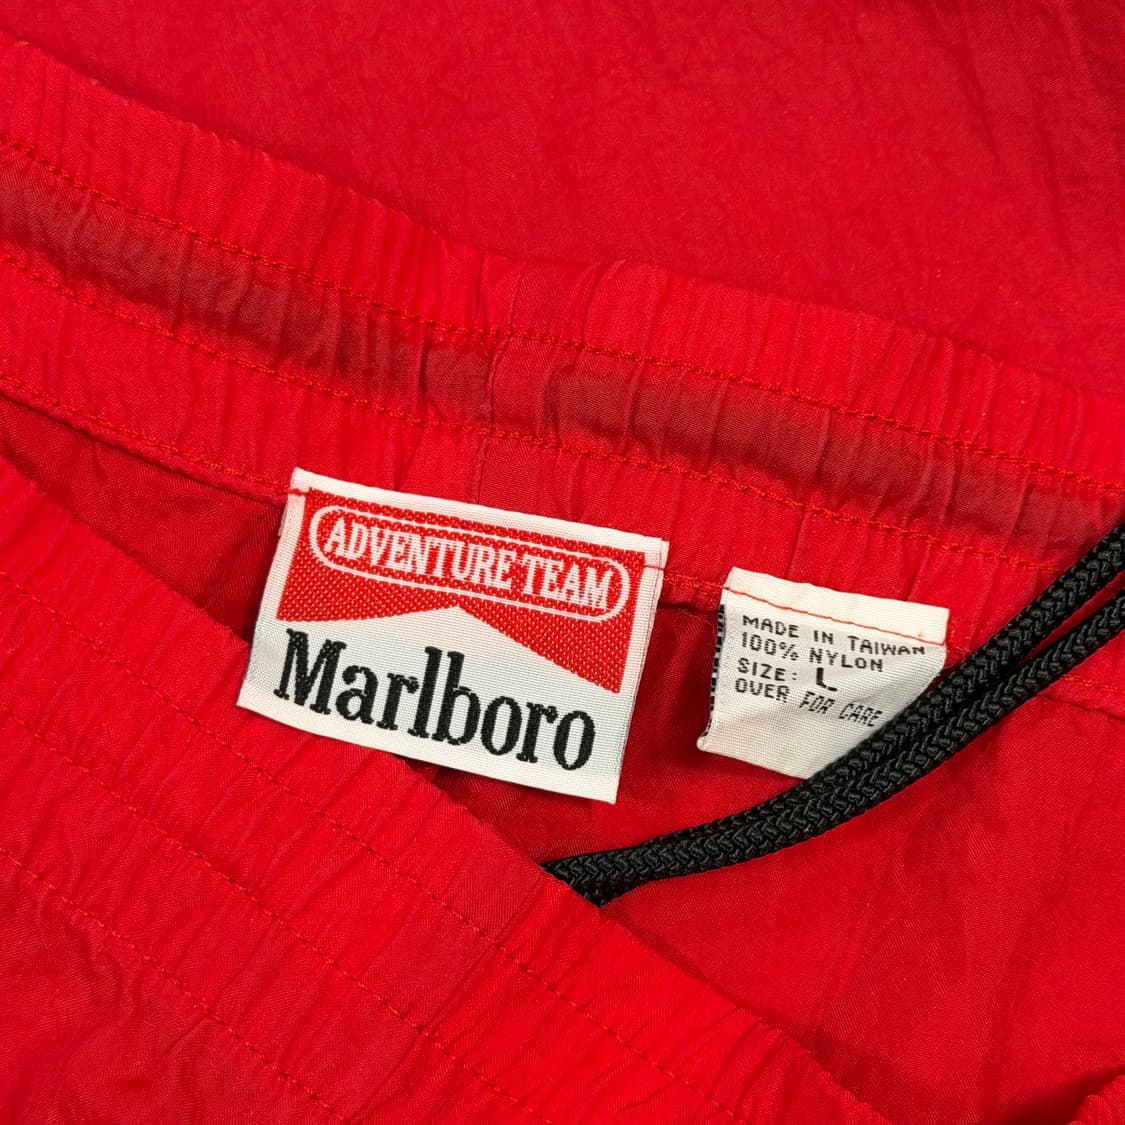 ADVENTURE TEAM
Marlboro
MADE IN TAIWAN
100% NYLON
SIZE: L
OVER FOR CARE